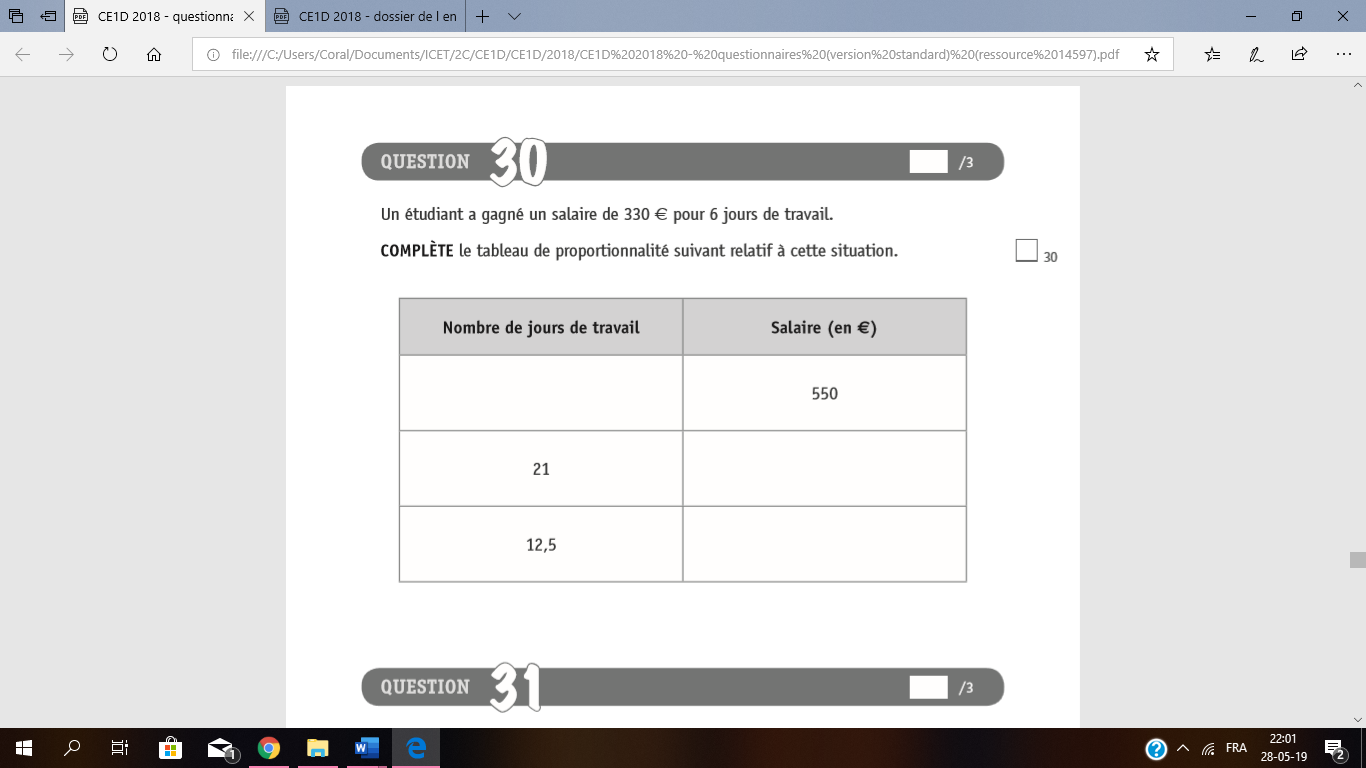 CE1D 2018 - questionna
CE1D 2018 - dossier de l en
file:///C:/Users/Coral/Documents/ICET/2C/CE1D/CE1D/2018/CE1D%202018%20-%20questionnaires%20(version%20standard)%20(ressource%2014597).pdf
QUESTION 30 /3
Un étudiant a gagné un salaire de 330 € pour 6 jours de travail.
COMPLÈTE le tableau de proportionnalité suivant relatif à cette situation.
30
Nombre de jours de travail Salaire (en €)
550
21
12,5
QUESTION 31 /3
1
FRA
22:01
28-05-19
2